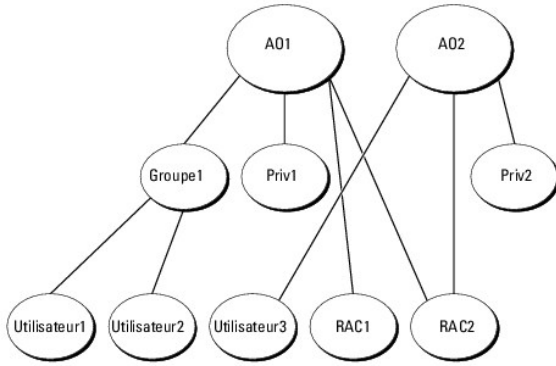 AO1
AO2
Groupe1
Priv1
Priv2
Utilisateur1
Utilisateur2
Utilisateur3
RAC1
RAC2